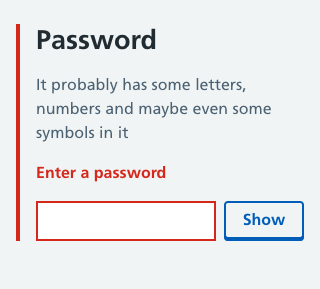 Password
It probably has some letters,
numbers and maybe even some
symbols in it
Enter a password
Show